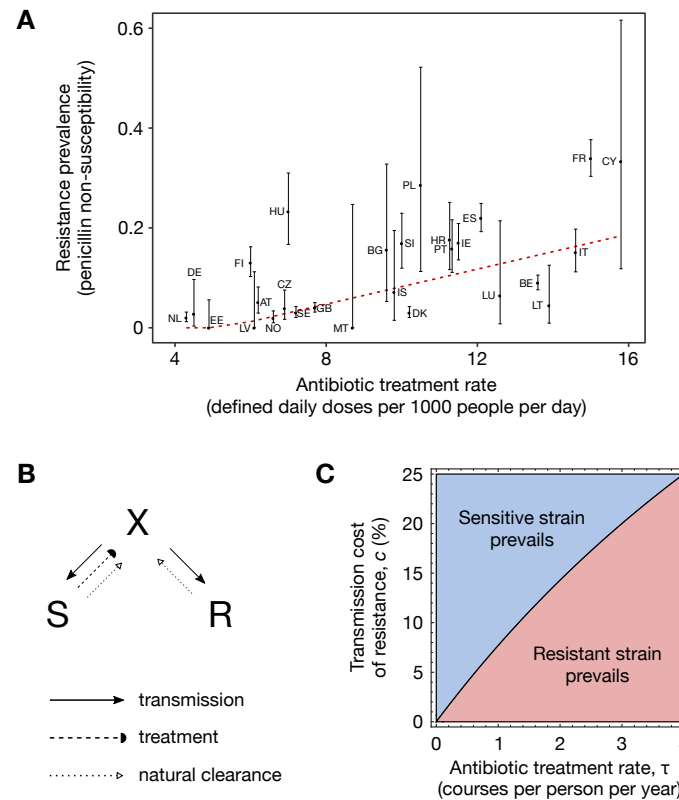 A
Resistance prevalence
(penicillin non-susceptibility)
0.6
0.4
0.2
0
FR
CY
PL
HU
ES
HR
PT
IE
BG
SI
IT
FI
DE
IS
BE
LU
LT
CZ
AT
SE
GB
DK
NL
EE
LV
NO
MT
4
8
12
16
Antibiotic treatment rate
(defined daily doses per 1000 people per day)
B
X
S
R
transmission
treatment
natural clearance
C
Transmission cost
of resistance, c (%)
25
20
15
10
5
0
Sensitive strain
prevails
Resistant strain
prevails
0
1
2
3
Antibiotic treatment rate, τ
(courses per person per year)